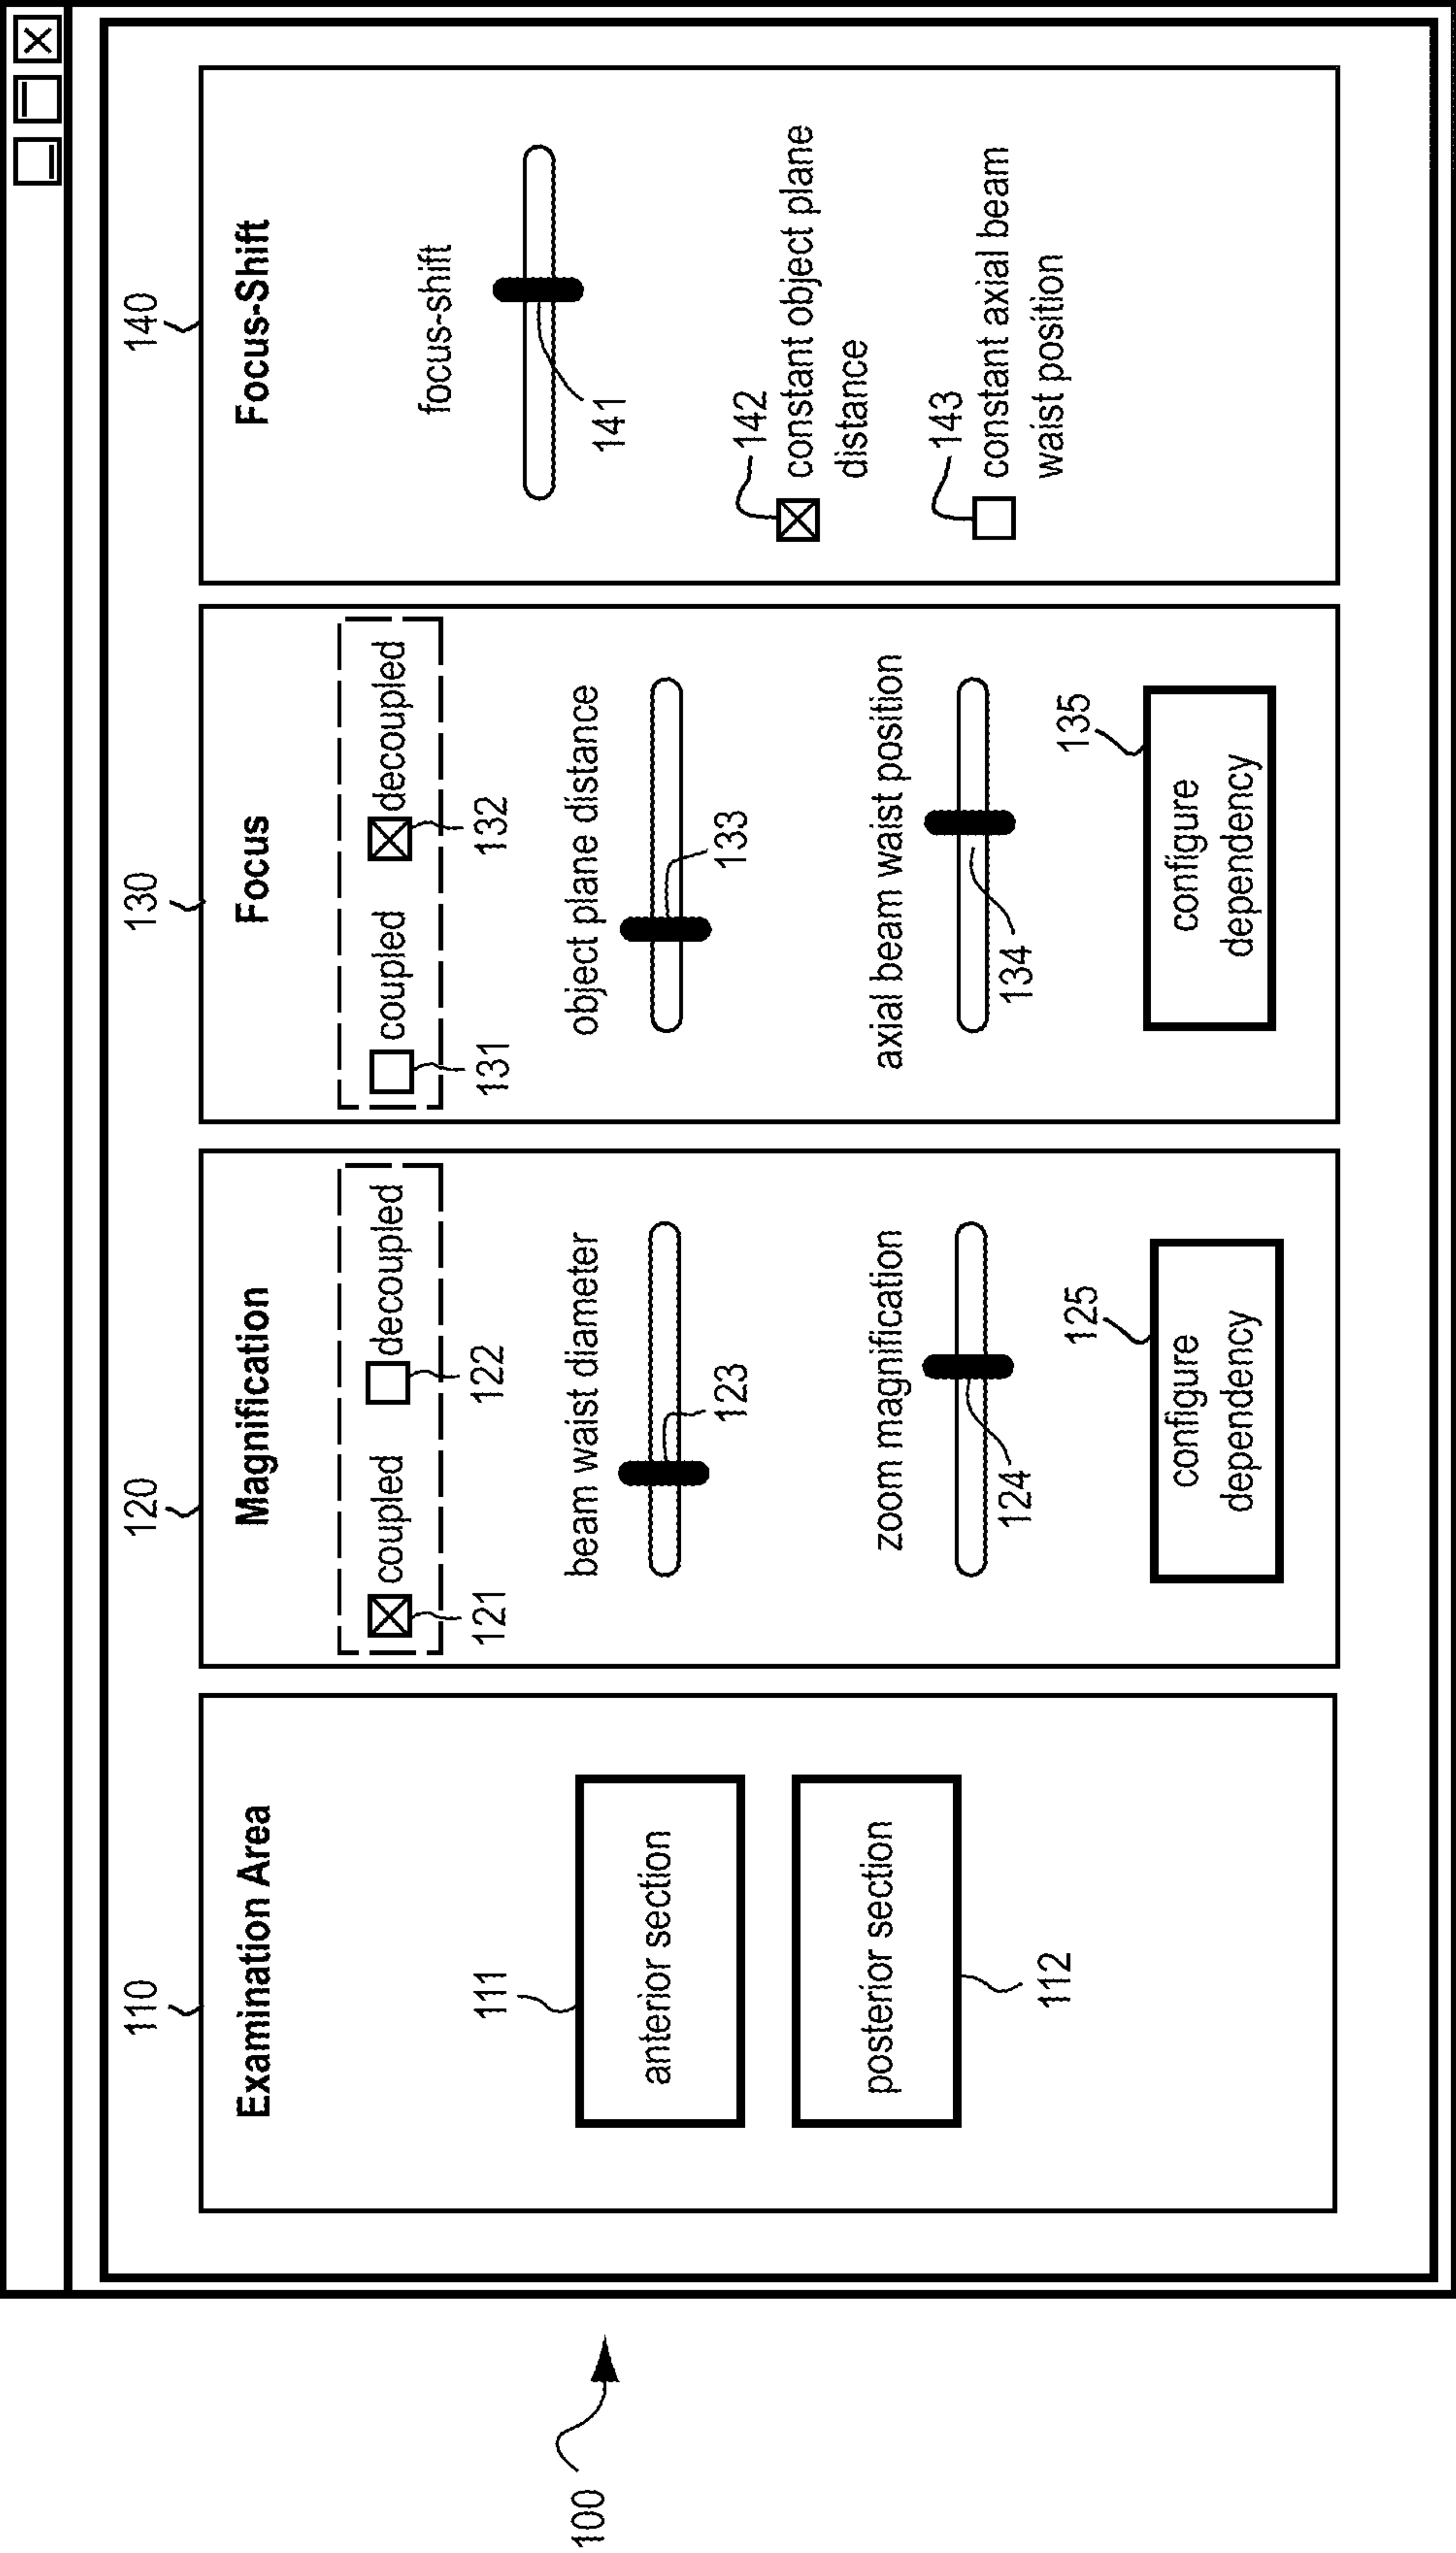 100
110
Examination Area
111
anterior section
posterior section
112
120
Magnification
coupled
decoupled
121
122
beam waist diameter
123
zoom magnification
124
125
configure
dependency
130
Focus
coupled
decoupled
131
132
object plane distance
133
axial beam waist position
134
135
configure
dependency
140
Focus-Shift
focus-shift
141
142
constant object plane
distance
143
constant axial beam
waist position